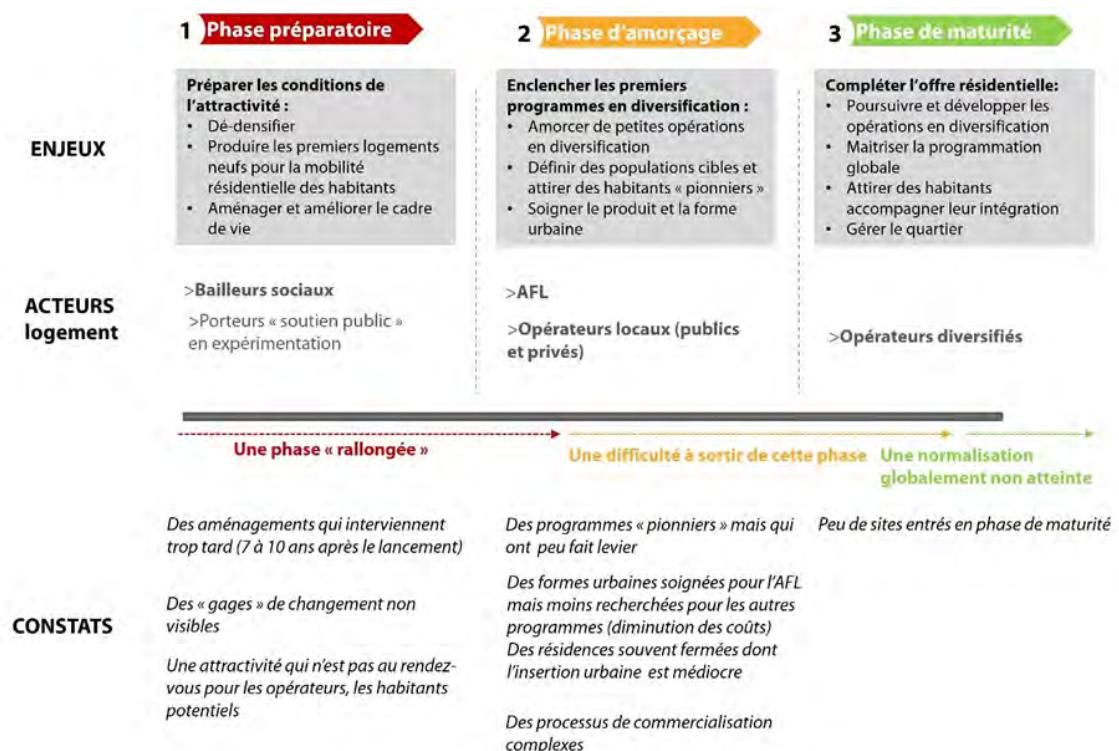 1 Phase préparatoire
2 Phase d'amorçage
3 Phase de maturité
ENJEUX
Préparer les conditions de
l'attractivité :
• Dé-densifier
• Produire les premiers logements
neufs pour la mobilité
résidentielle des habitants
• Aménager et améliorer le cadre
de vie
Enclencher les premiers
programmes en diversification :
• Amorcer de petites opérations
en diversification
• Définir des populations cibles et
attirer des habitants « pionniers »
• Soigner le produit et la forme
urbaine
Compléter l'offre résidentielle:
• Poursuivre et développer les
opérations en diversification
• Maitriser la programmation
globale
• Attirer des habitants
accompagner leur intégration
• Gérer le quartier
ACTEURS
logement
>Bailleurs sociaux
>Porteurs « soutien public »
en expérimentation
>AFL
>Opérateurs locaux (publics
et privés)
>Opérateurs diversifiés
Une phase « rallongée »
Une difficulté à sortir de cette phase
Une normalisation
globalement non atteinte
CONSTATS
Des aménagements qui interviennent
trop tard (7 à 10 ans après le lancement)
Des « gages » de changement non
visibles
Une attractivité qui n'est pas au rendez-
vous pour les opérateurs, les habitants
potentiels
Des programmes « pionniers » mais qui
ont peu fait levier
Des formes urbaines soignées pour l'AFL
mais moins recherchées pour les autres
programmes (diminution des coûts)
Des résidences souvent fermées dont
l'insertion urbaine est médiocre
Des processus de commercialisation
complexes
Peu de sites entrés en phase de maturité